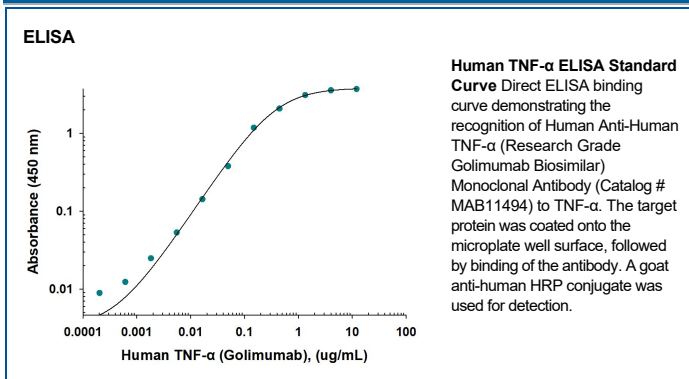 ELISA
Human TNF-α ELISA Standard
Curve Direct ELISA binding
curve demonstrating the
recognition of Human Anti-Human
TNF-α (Research Grade
Golimumab Biosimilar)
Monoclonal Antibody (Catalog #
MAB11494) to TNF-α. The target
protein was coated onto the
microplate well surface, followed
by binding of the antibody. A goat
anti-human HRP conjugate was
used for detection.
Absorbance (450 nm)
1
0.1
0.01
0.0001 0.001 0.01 0.1 1 10 100
Human TNF-α (Golimumab), (ug/mL)